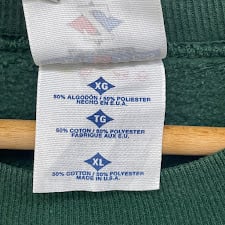 XG
50% ALGODÓN / 50% POLIESTER
HECHO EN E.U.A.
TG
50% COTON / 50% POLYESTER
FABRIQUE AUX E.U.
XL
50% COTTON / 50% POLYESTER
MADE IN U.S.A.